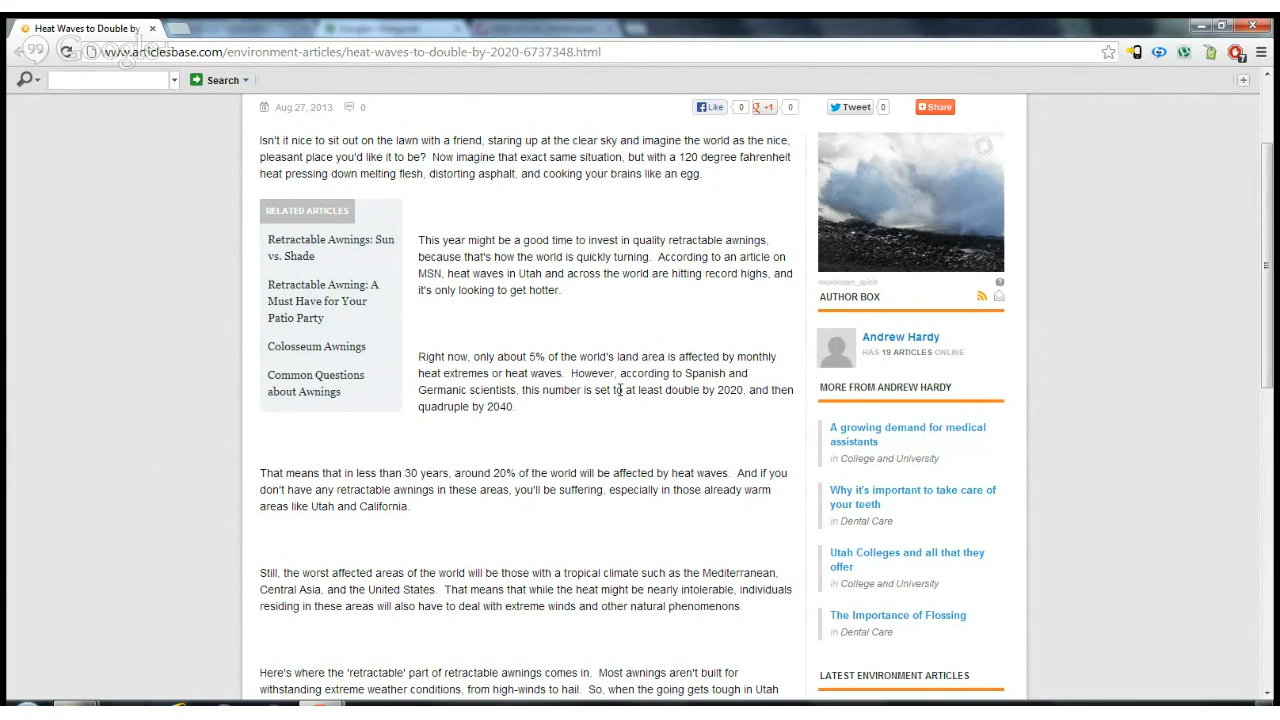 Heat Waves to Double by
Google+
www.articlesbase.com/environment-articles/heat-waves-to-double-by-2020-6737348.html
7
Search
Aug 27, 2013 0
Like 0 +1 0 Tweet 0 Share
Isn't it nice to sit out on the lawn with a friend, staring up at the clear sky and imagine the world as the nice,
pleasant place you'd like it to be? Now imagine that exact same situation, but with a 120 degree fahrenheit
heat pressing down melting flesh, distorting asphalt, and cooking your brains like an egg.
RELATED ARTICLES
Retractable Awnings: Sun
vs. Shade
Retractable Awning: A
Must Have for Your
Patio Party
Colosseum Awnings
Common Questions
about Awnings
This year might be a good time to invest in quality retractable awnings,
because that's how the world is quickly turning. According to an article on
MSN, heat waves in Utah and across the world are hitting record highs, and
it's only looking to get hotter.
Right now, only about 5% of the world's land area is affected by monthly
heat extremes or heat waves. However, according to Spanish and
Germanic scientists, this number is set to at least double by 2020, and then
quadruple by 2040.
That means that in less than 30 years, around 20% of the world will be affected by heat waves. And if you
don't have any retractable awnings in these areas, you'll be suffering, especially in those already warm
areas like Utah and California.
Still, the worst affected areas of the world will be those with a tropical climate such as the Mediterranean,
Central Asia, and the United States. That means that while the heat might be nearly intolerable, individuals
residing in these areas will also have to deal with extreme winds and other natural phenomenons.
Here's where the 'retractable' part of retractable awnings comes in. Most awnings aren't built for
withstanding extreme weather conditions, from high-winds to hail. So, when the going gets tough in Utah
moroccan_spirit
AUTHOR BOX
Andrew Hardy
HAS 19 ARTICLES ONLINE
MORE FROM ANDREW HARDY
A growing demand for medical
assistants
in College and University
Why it's important to take care of
your teeth
in Dental Care
Utah Colleges and all that they
offer
in College and University
The Importance of Flossing
in Dental Care
LATEST ENVIRONMENT ARTICLES